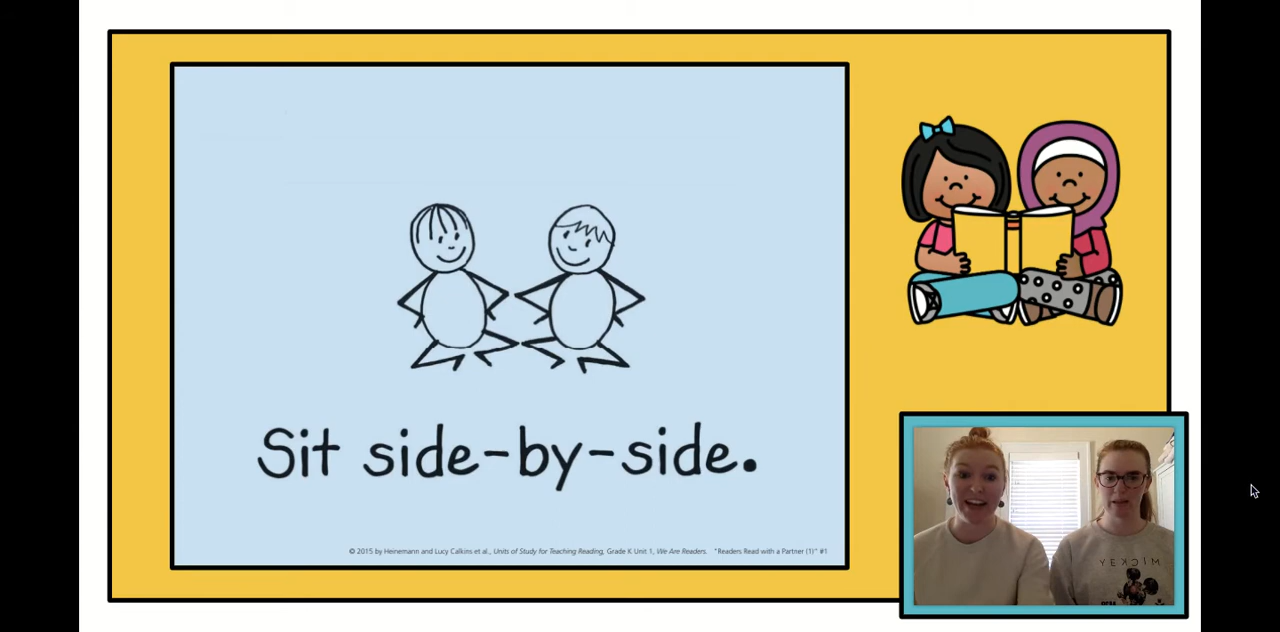 Sit side-by-side.
© 2015 by Heinemann and Lucy Calkins et al., Units of Study for Teaching Reading, Grade K Unit 1, We Are Readers. "Readers Read with a Partner (1)" #1
MICKEY